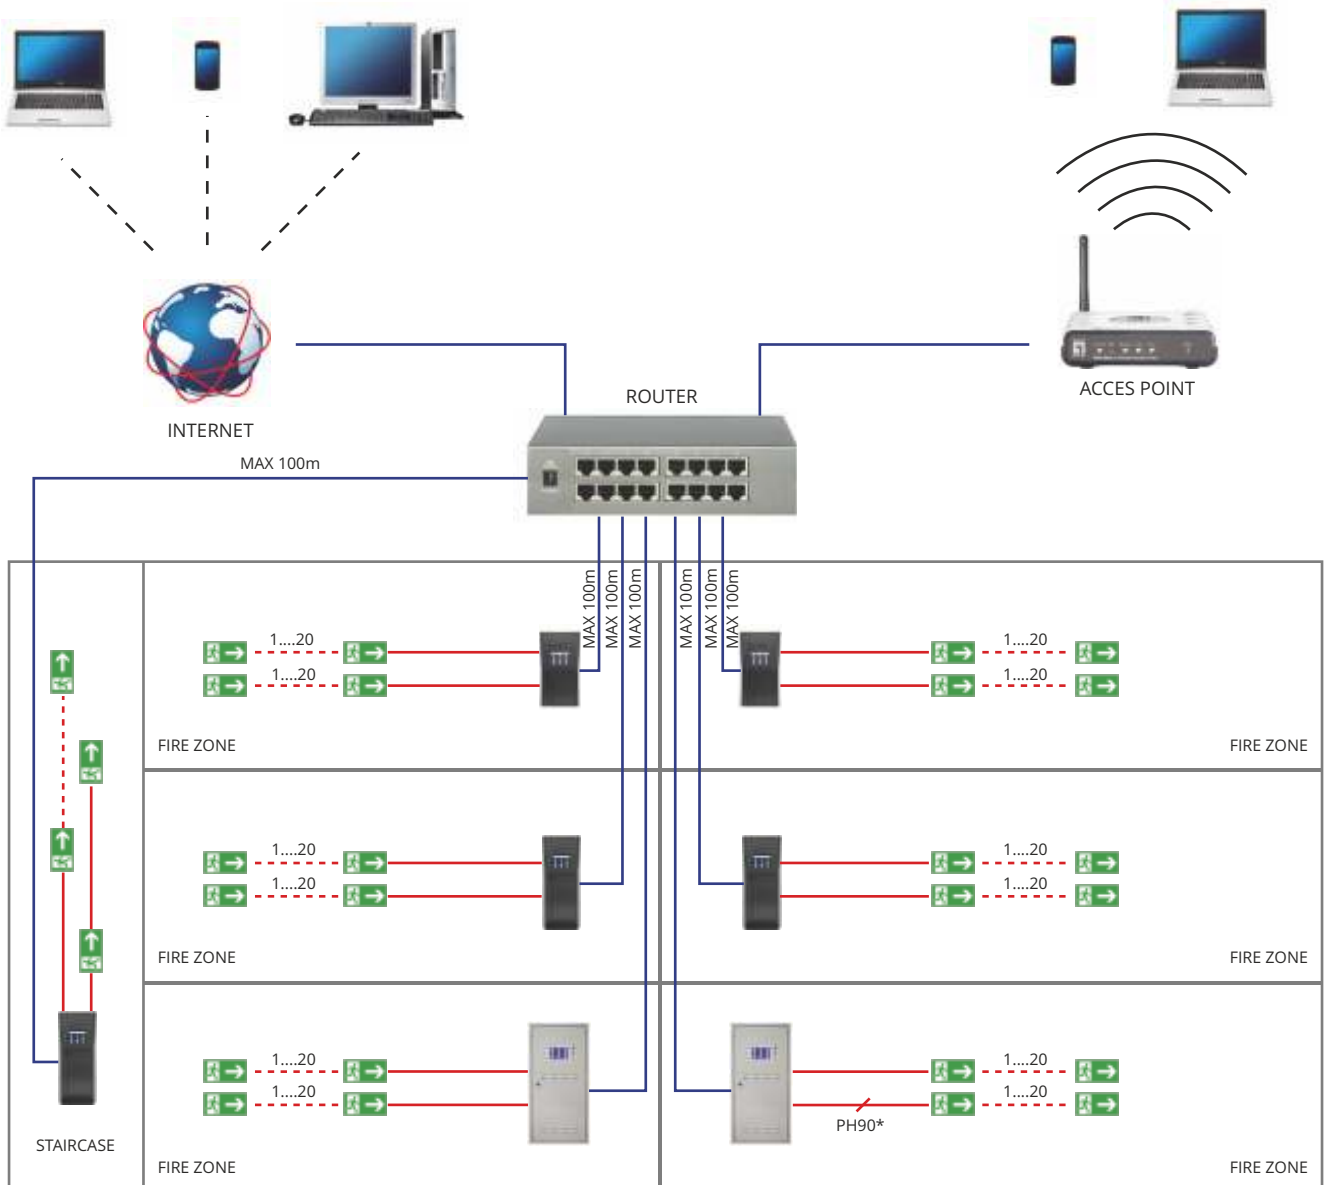 ROUTER
ACCES POINT
INTERNET
MAX 100m
MAX 100m
MAX 100m
MAX 100m
MAX 100m
MAX 100m
MAX 100m
1....20
1....20
1....20
1....20
FIRE ZONE
FIRE ZONE
1....20
1....20
1....20
1....20
FIRE ZONE
FIRE ZONE
1....20
1....20
1....20
1....20
PH90*
STAIRCASE
FIRE ZONE
FIRE ZONE